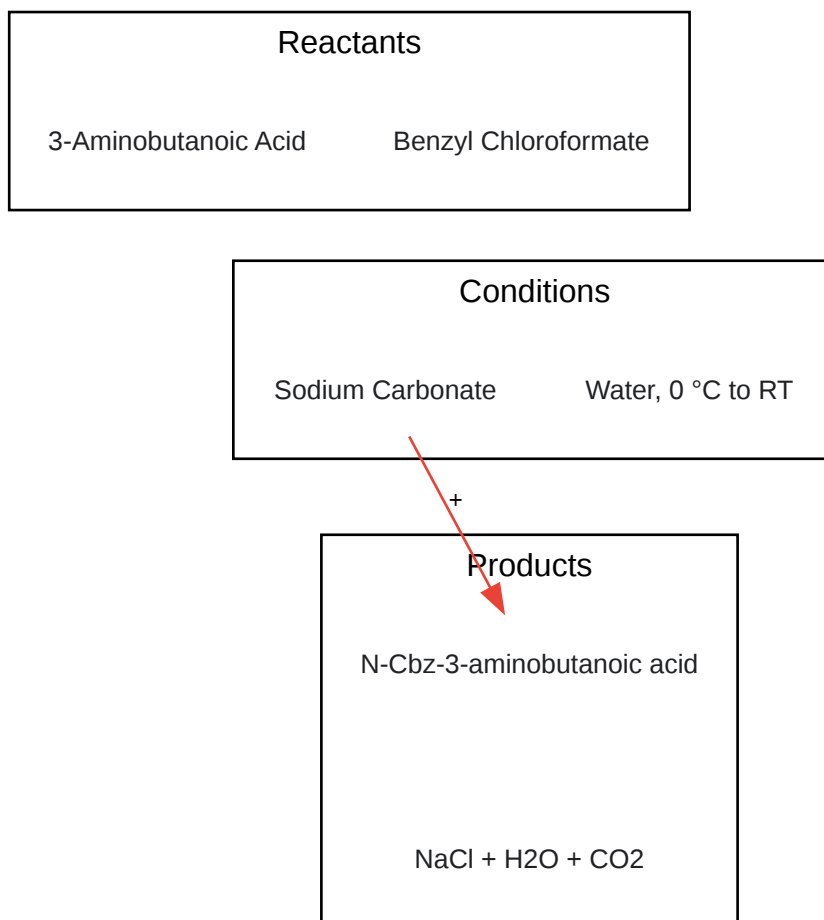 Reactants
3-Aminobutanoic Acid Benzyl Chloroformate
Conditions
Sodium Carbonate Water, 0 °C to RT
+
Products
N-Cbz-3-aminobutanoic acid
NaCl + H2O + CO2